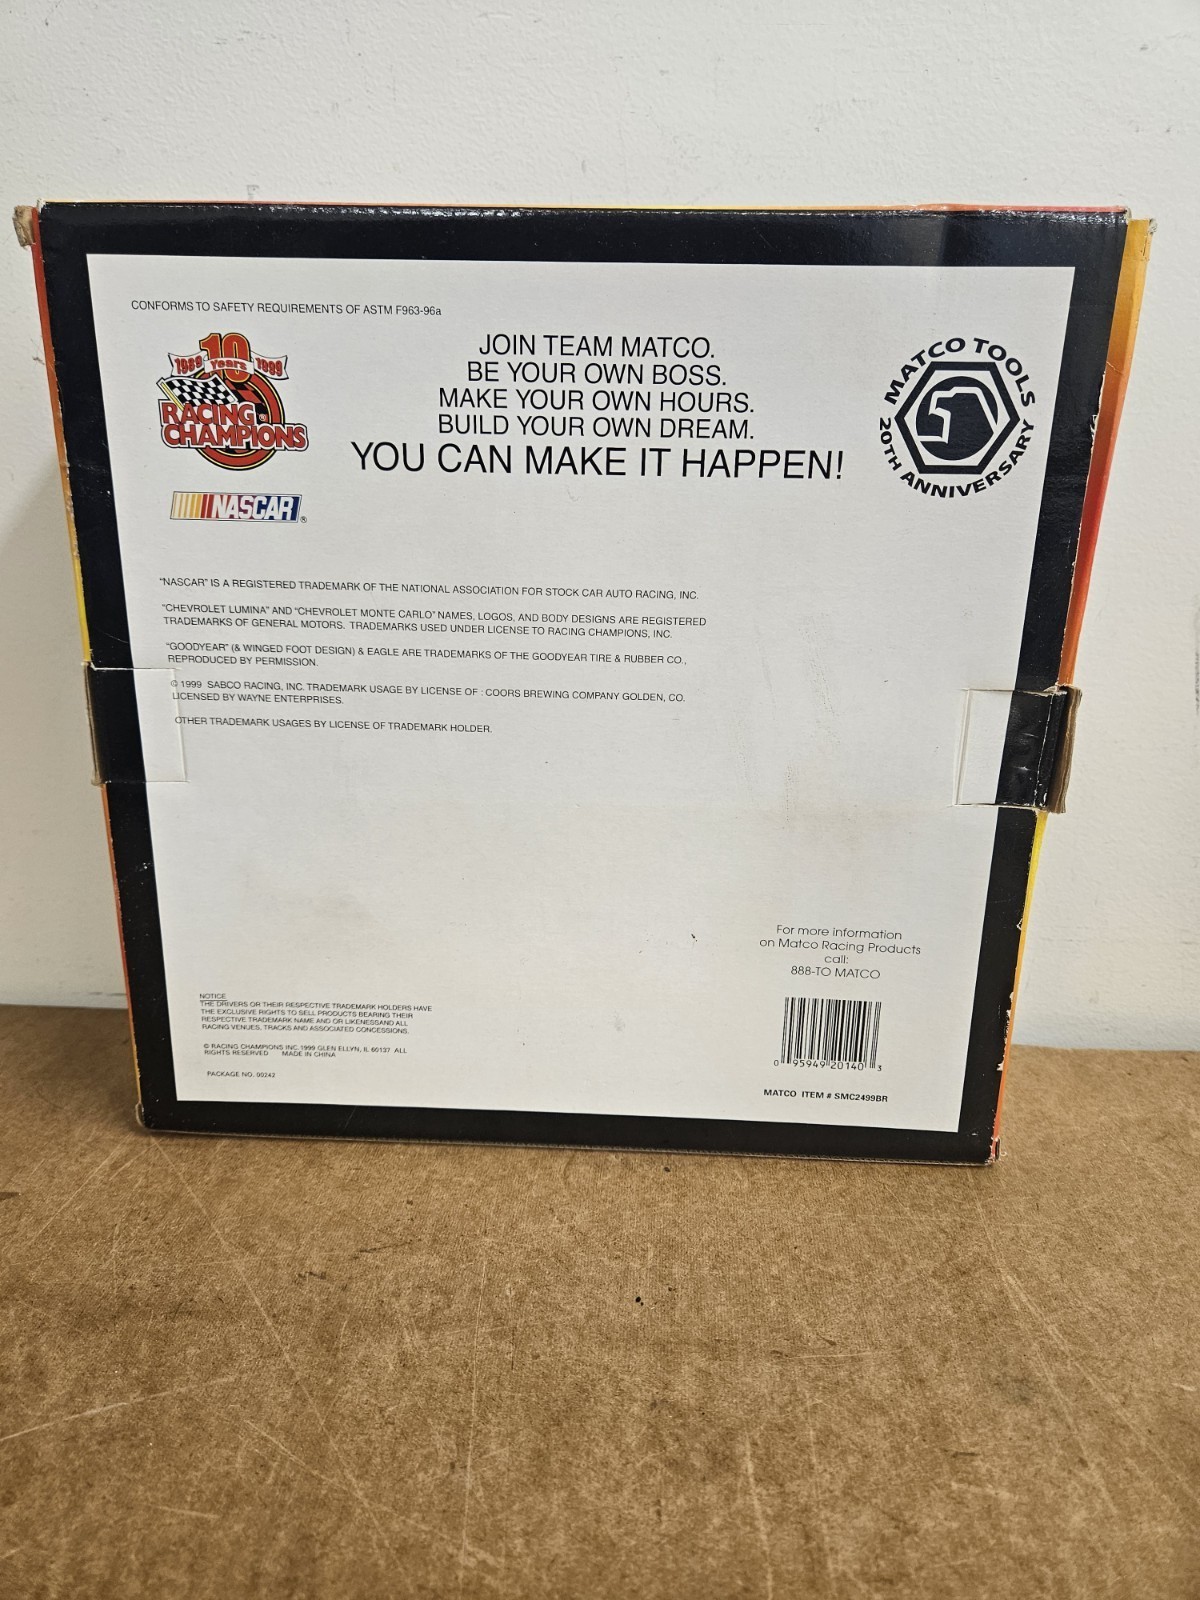 CONFORMS TO SAFETY REQUIREMENTS OF ASTM F963-96a
10
1989 Years 1999
RACING
CHAMPIONS
NASCAR
JOIN TEAM MATCO.
BE YOUR OWN BOSS.
MAKE YOUR OWN HOURS.
BUILD YOUR OWN DREAM.
YOU CAN MAKE IT HAPPEN!
MATCO TOOLS
20TH ANNIVERSARY
"NASCAR" IS A REGISTERED TRADEMARK OF THE NATIONAL ASSOCIATION FOR STOCK CAR AUTO RACING, INC.
"CHEVROLET LUMINA" AND "CHEVROLET MONTE CARLO" NAMES, LOGOS, AND BODY DESIGNS ARE REGISTERED
TRADEMARKS OF GENERAL MOTORS. TRADEMARKS USED UNDER LICENSE TO RACING CHAMPIONS, INC.
"GOODYEAR" (& WINGED FOOT DESIGN) & EAGLE ARE TRADEMARKS OF THE GOODYEAR TIRE & RUBBER CO.,
REPRODUCED BY PERMISSION.
© 1999 SABCO RACING, INC. TRADEMARK USAGE BY LICENSE OF : COORS BREWING COMPANY GOLDEN, CO.
LICENSED BY WAYNE ENTERPRISES.
OTHER TRADEMARK USAGES BY LICENSE OF TRADEMARK HOLDER.
For more information
on Matco Racing Products
call:
888-TO MATCO
NOTICE
THE DRIVERS OR THEIR RESPECTIVE TRADEMARK HOLDERS HAVE
THE EXCLUSIVE RIGHTS TO SELL PRODUCTS BEARING THEIR
RESPECTIVE TRADEMARK NAME AND OR LIKENESSAND ALL
RACING VENUES, TRACKS AND ASSOCIATED CONCESSIONS.
© RACING CHAMPIONS INC. 1999 GLEN ELLYN, IL 60137 ALL
RIGHTS RESERVED MADE IN CHINA
PACKAGE NO. 00242
0 95949 20140 3
MATCO ITEM # SMC2499BR